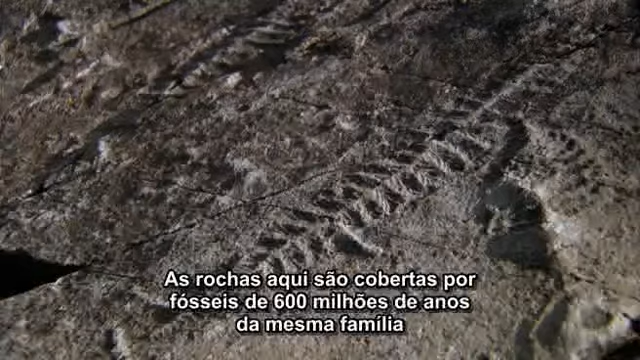 As rochas aqui são cobertas por
fósseis de 600 milhões de anos
da mesma família